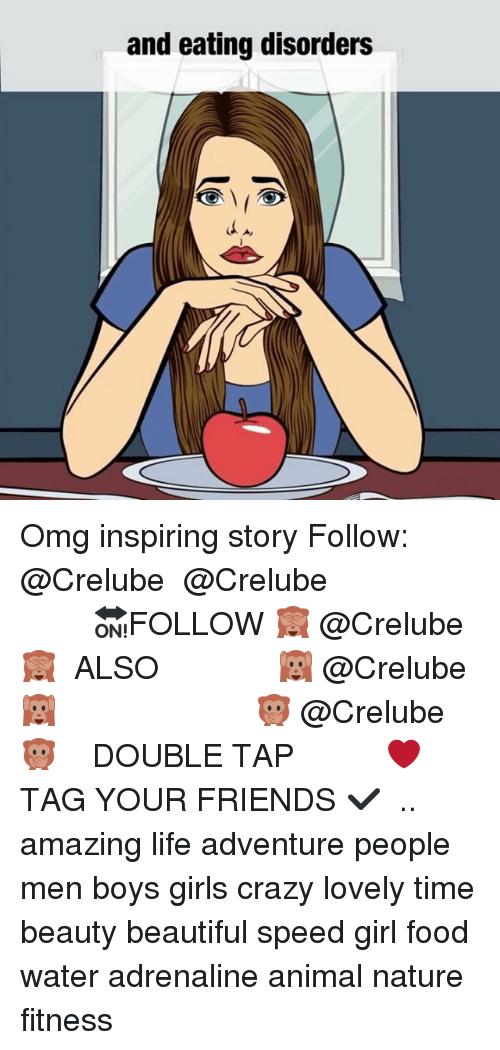 and eating disorders
Omg inspiring story Follow:
@Crelube @Crelube
🔛FOLLOW 🙈 @Crelube
🙈 ALSO 🙉 @Crelube
🙉 🙊 @Crelube
🙊 DOUBLE TAP ❤
TAG YOUR FRIENDS ✔ ..
amazing life adventure people
men boys girls crazy lovely time
beauty beautiful speed girl food
water adrenaline animal nature
fitness